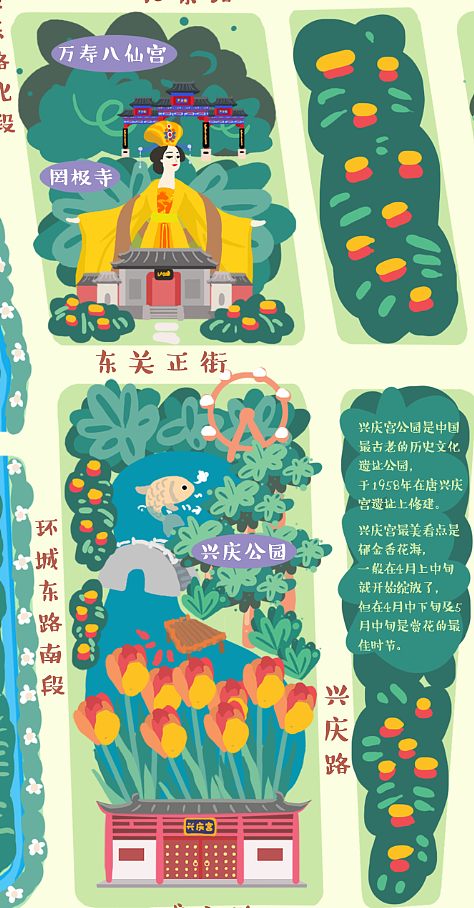 万寿八仙宫
罔极寺
东关正街
兴庆公园
环城东路南段
兴庆路
兴庆宫
兴庆宫公园是中国
最古老的历史文化
遗址公园，
于1958年在唐兴庆
宫遗址上修建。
兴庆宫最美看点是
郁金香花海，
一般在4月上中旬
就开始绽放了，
但在4月中下旬及5
月中旬是赏花的最
佳时节。
路
北
段